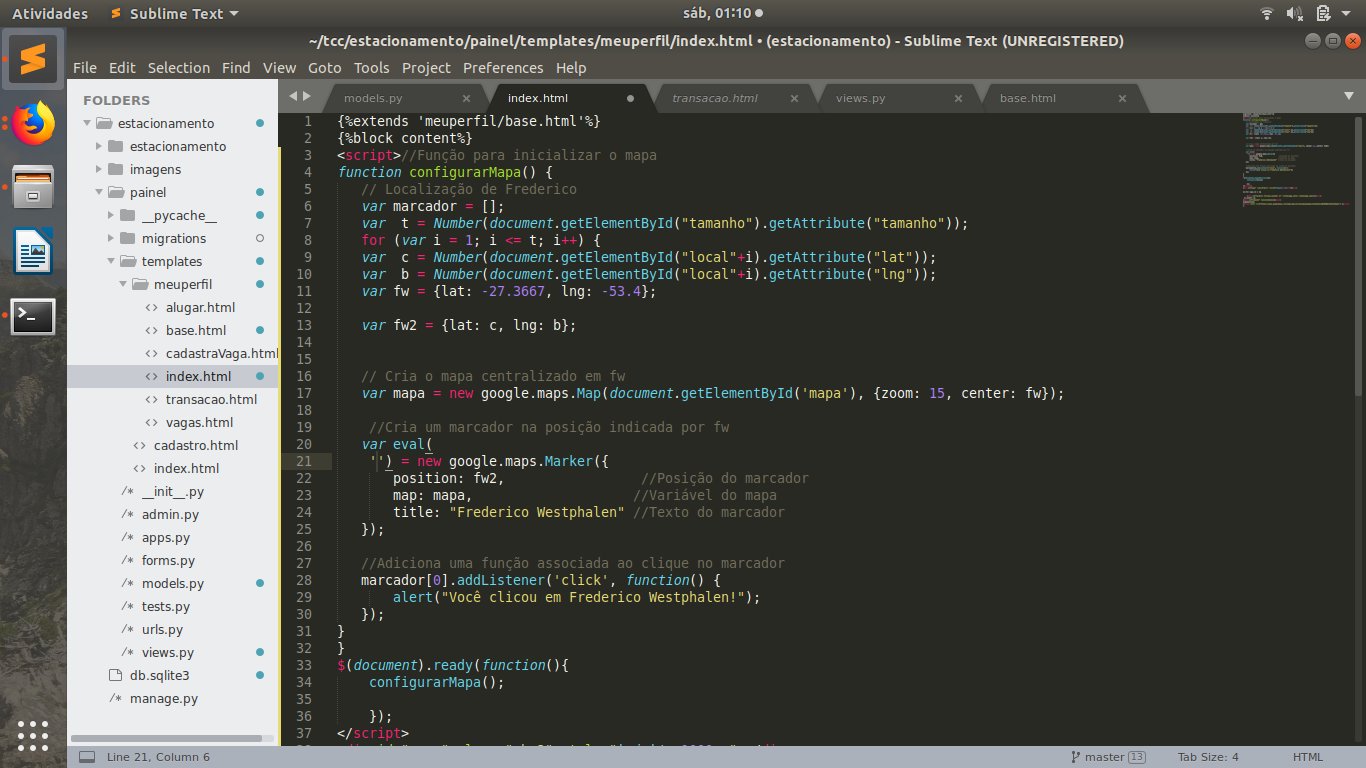 Atividades
Sublime Text
sáb, 01:10
~/tcc/estacionamento/painel/templates/meuperfil/index.html • (estacionamento) - Sublime Text (UNREGISTERED)
File Edit Selection Find View Goto Tools Project Preferences Help
FOLDERS
estacionamento
estacionamento
imagens
painel
__pycache__
migrations
templates
meuperfil
alugar.html
base.html
cadastraVaga.html
index.html
transacao.html
vagas.html
cadastro.html
index.html
__init__.py
admin.py
apps.py
forms.py
models.py
tests.py
urls.py
views.py
db.sqlite3
manage.py
models.py index.html transacao.html views.py base.html
1 {%extends 'meuperfil/base.html'%}
2 {%block content%}
3 <script>//Função para inicializar o mapa
4 function configurarMapa() {
5 // Localização de Frederico
6 var marcador = [];
7 var t = Number(document.getElementById("tamanho").getAttribute("tamanho"));
8 for (var i = 1; i <= t; i++) {
9 var c = Number(document.getElementById("local"+i).getAttribute("lat"));
10 var b = Number(document.getElementById("local"+i).getAttribute("lng"));
11 var fw = {lat: -27.3667, lng: -53.4};
12
13 var fw2 = {lat: c, lng: b};
14
15
16 // Cria o mapa centralizado em fw
17 var mapa = new google.maps.Map(document.getElementById('mapa'), {zoom: 15, center: fw});
18
19 //Cria um marcador na posição indicada por fw
20 var eval(
21 '') = new google.maps.Marker({
22 position: fw2, //Posição do marcador
23 map: mapa, //Variável do mapa
24 title: "Frederico Westphalen" //Texto do marcador
25 });
26
27 //Adiciona uma função associada ao clique no marcador
28 marcador[0].addListener('click', function() {
29 alert("Você clicou em Frederico Westphalen!");
30 });
31 }
32 }
33 $(document).ready(function(){
34 configurarMapa();
35
36 });
37 </script>
Line 21, Column 6
master 13
Tab Size: 4
HTML